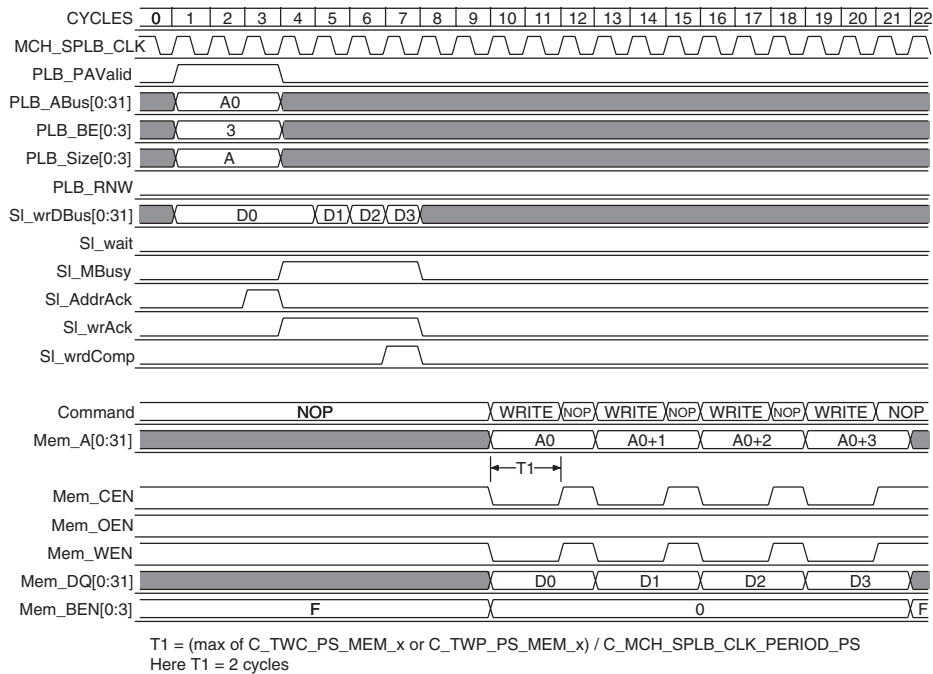 CYCLES 0 1 2 3 4 5 6 7 8 9 10 11 12 13 14 15 16 17 18 19 20 21 22
MCH_SPLB_CLK
PLB_PAValid
PLB_ABus[0:31] A0
PLB_BE[0:3] 3
PLB_Size[0:3] A
PLB_RNW
Sl_wrDBus[0:31] D0 D1 D2 D3
Sl_wait
Sl_MBusy
Sl_AddrAck
Sl_wrAck
Sl_wrdComp
Command NOP WRITE NOP WRITE NOP WRITE NOP WRITE NOP
Mem_A[0:31] A0 A0+1 A0+2 A0+3
T1
Mem_CEN
Mem_OEN
Mem_WEN
Mem_DQ[0:31] D0 D1 D2 D3
Mem_BEN[0:3] F 0 F
T1 = (max of C_TWC_PS_MEM_x or C_TWP_PS_MEM_x) / C_MCH_SPLB_CLK_PERIOD_PS
Here T1 = 2 cycles